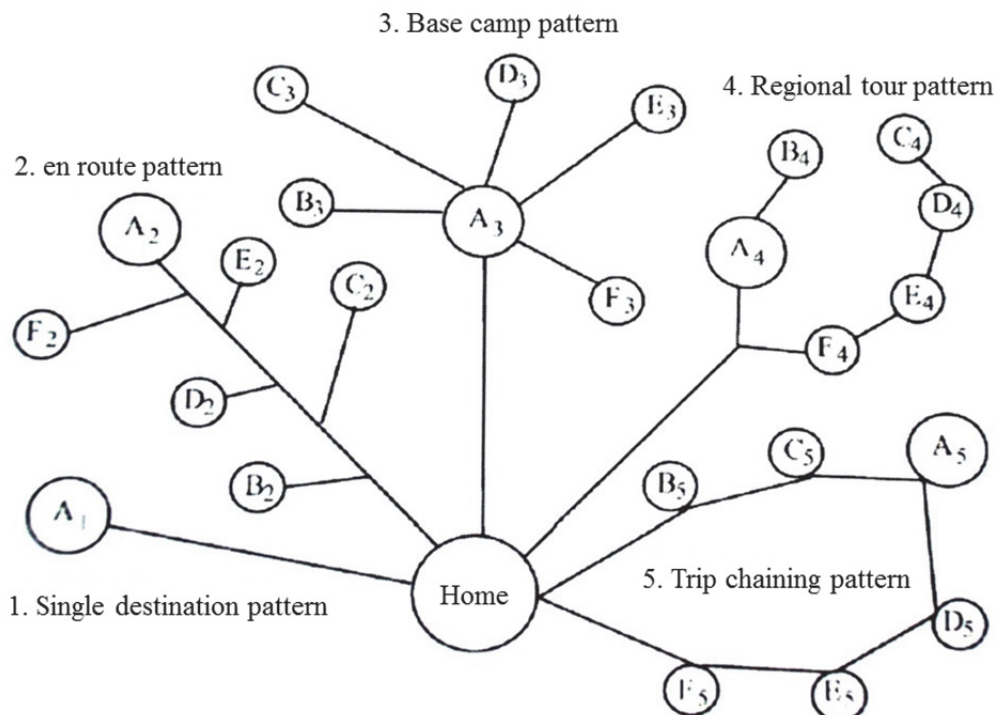 3. Base camp pattern
C3
D3
E3
4. Regional tour pattern
B4
C4
2. en route pattern
A2
B3
A3
A4
D4
E2
C2
F3
E4
F2
F4
D2
B2
C5
A5
B5
A1
Home
5. Trip chaining pattern
1. Single destination pattern
D5
F5
E5